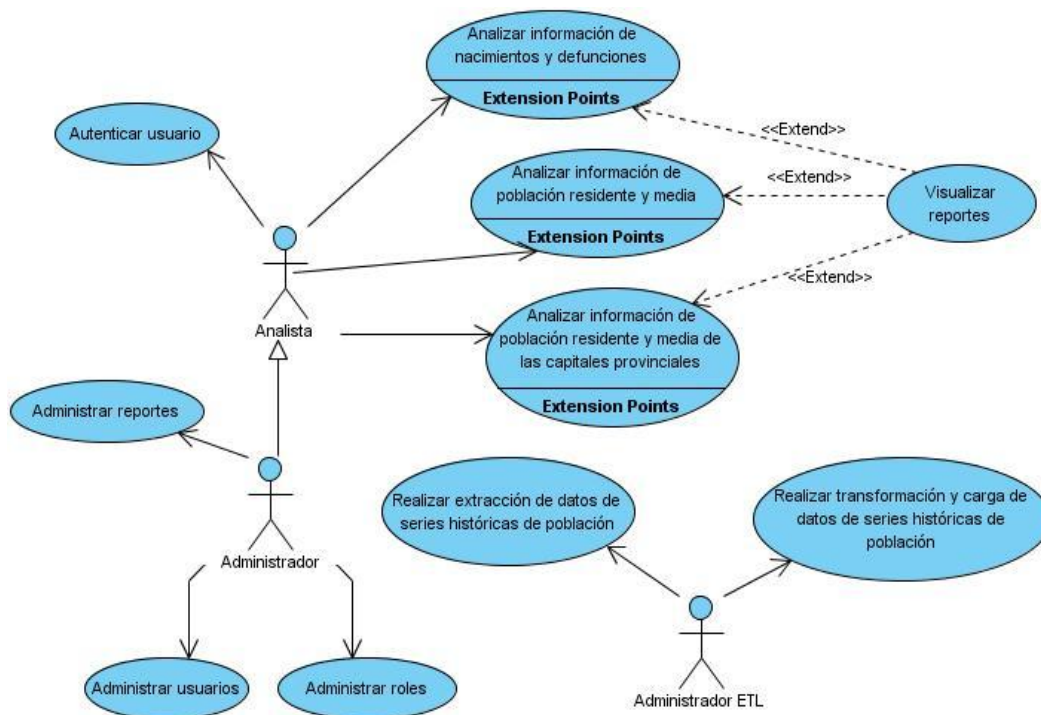 Analizar información de
nacimientos y defunciones
Extension Points
Autenticar usuario
<<Extend>>
Analizar información de
población residente y media
Extension Points
<<Extend>>
Visualizar
reportes
<<Extend>>
Analista
Analizar información de
población residente y media de
las capitales provinciales
Extension Points
Administrar reportes
Administrador
Realizar extracción de datos de
series históricas de población
Realizar transformación y carga de
datos de series históricas de
población
Administrar usuarios
Administrar roles
Administrador ETL